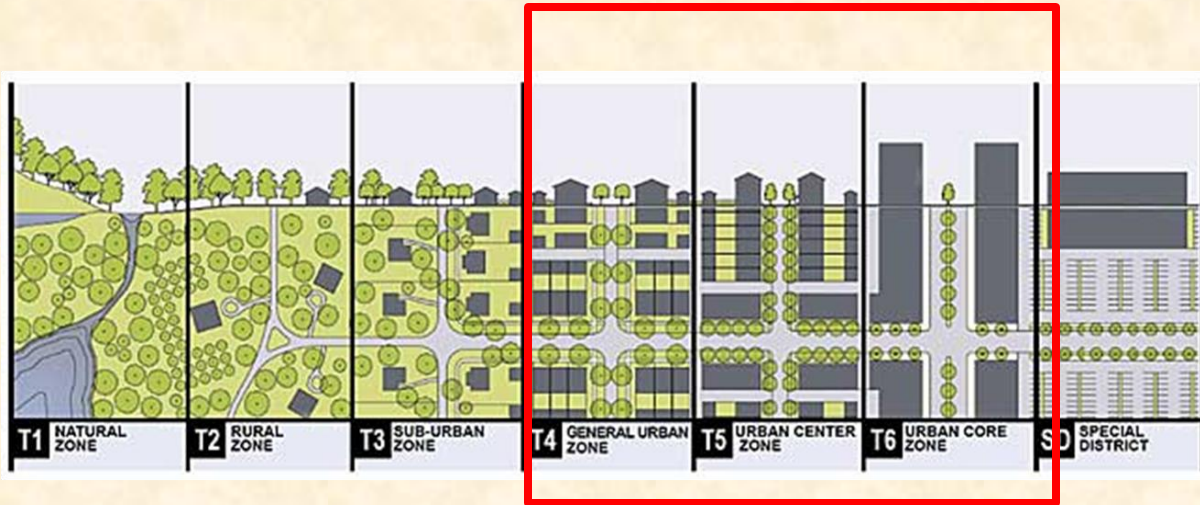 T1 NATURAL
ZONE
T2 RURAL
ZONE
T3 SUB-URBAN
ZONE
T4 GENERAL URBAN
ZONE
T5 URBAN CENTER
ZONE
T6 URBAN CORE
ZONE
SD SPECIAL
DISTRICT